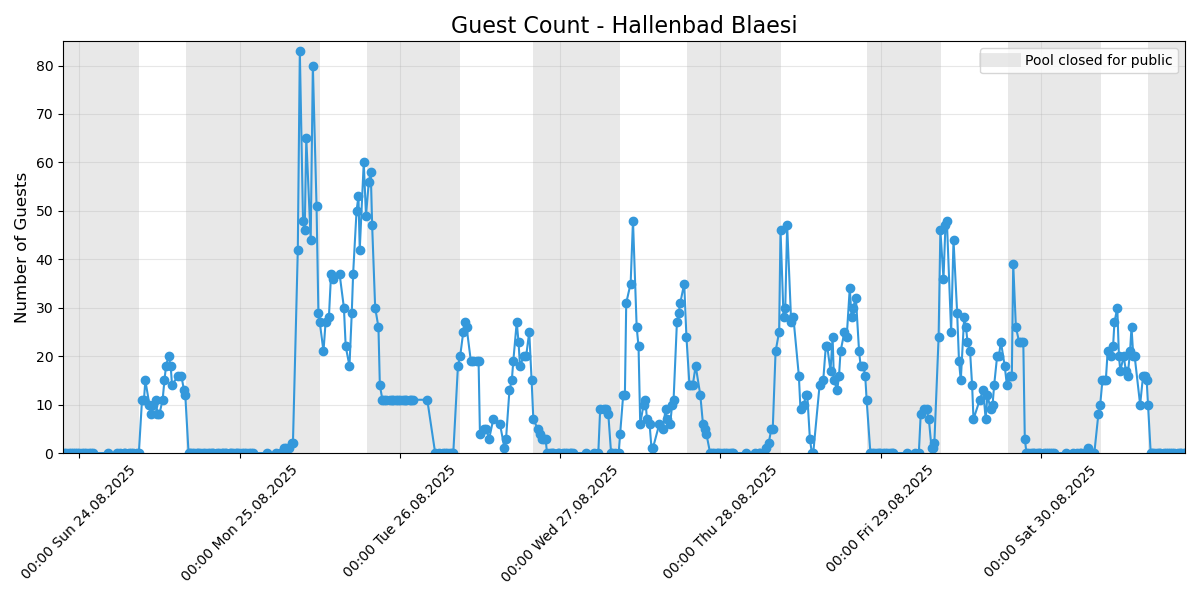 Guest Count - Hallenbad Blaesi
Pool closed for public
Number of Guests
80
70
60
50
40
30
20
10
0
00:00 Sun 24.08.2025
00:00 Mon 25.08.2025
00:00 Tue 26.08.2025
00:00 Wed 27.08.2025
00:00 Thu 28.08.2025
00:00 Fri 29.08.2025
00:00 Sat 30.08.2025